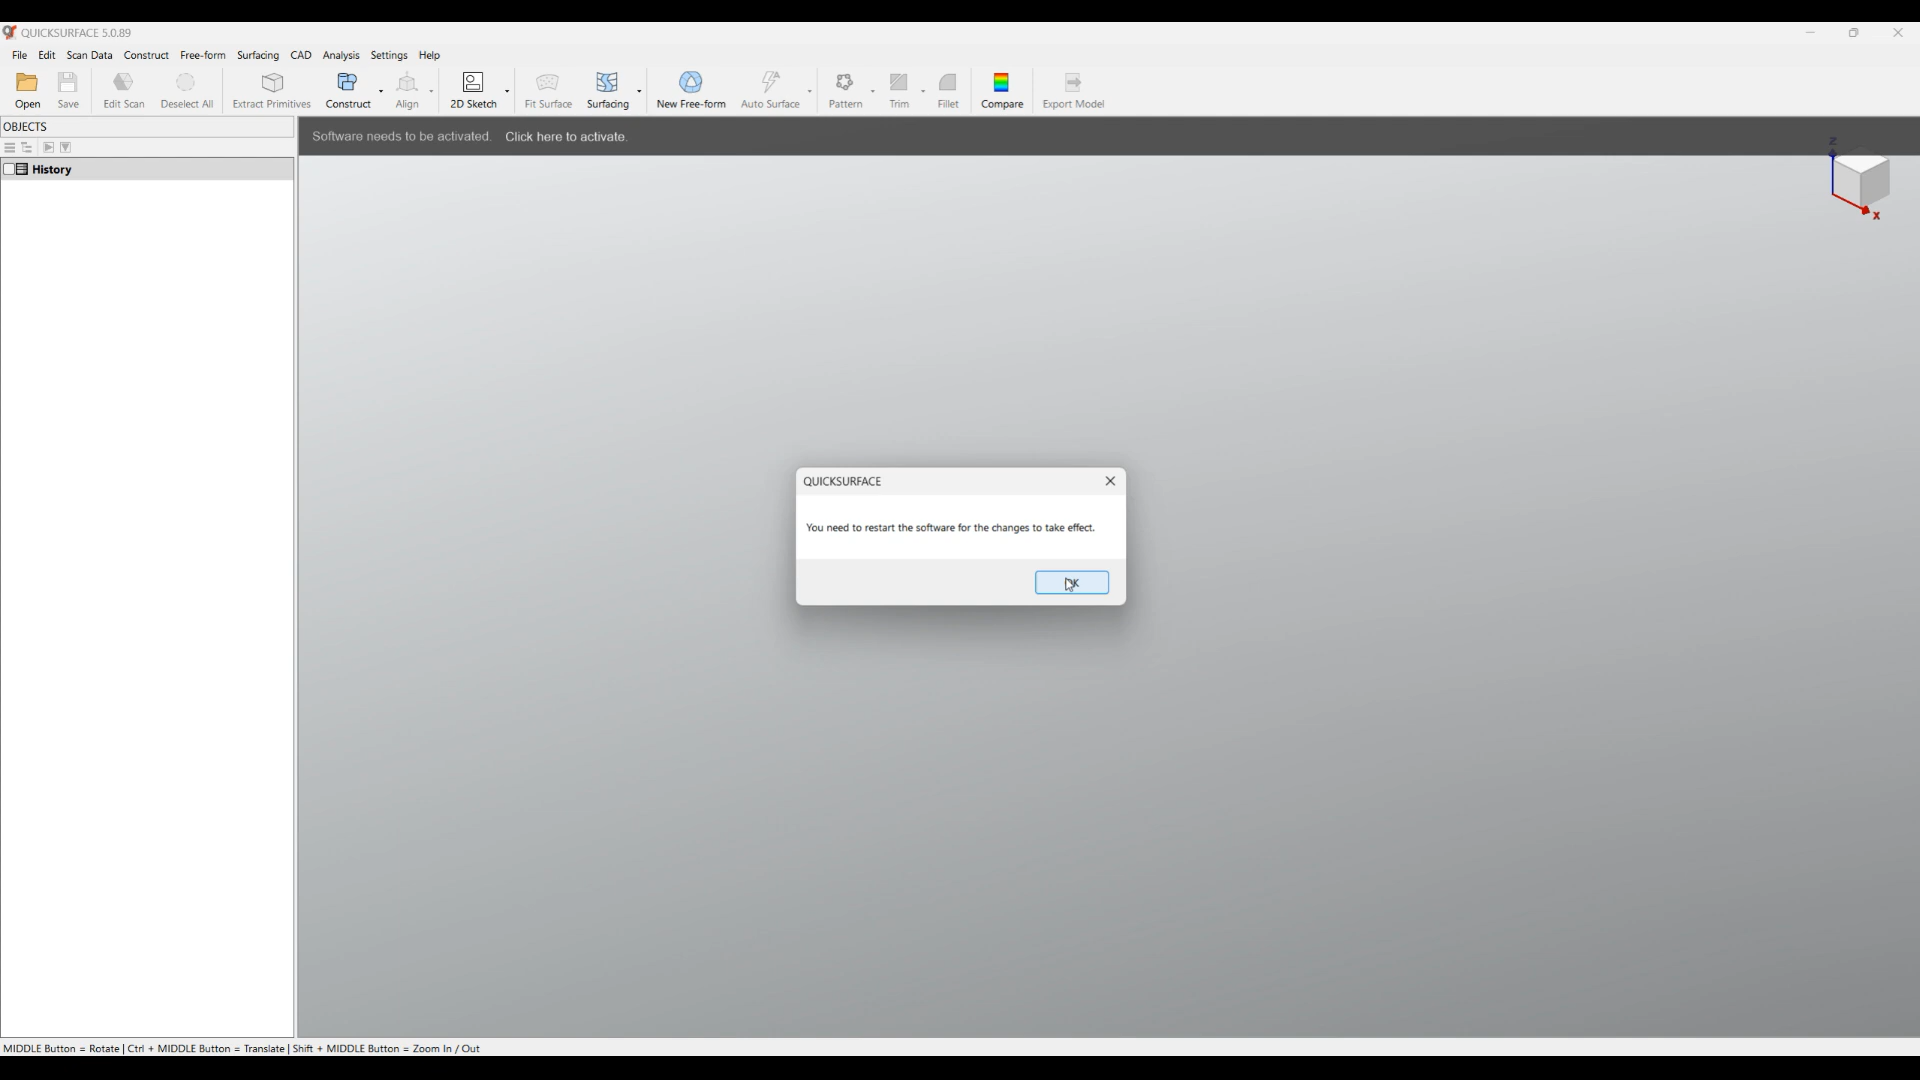 QUICKSURFACE 5.0.89
File Edit Scan Data Construct Free-form Surfacing CAD Analysis Settings Help
Open Save Edit Scan Deselect All Extract Primitives Construct Align 2D Sketch Fit Surface Surfacing New Free-form Auto Surface Pattern Trim Fillet Compare Export Model
OBJECTS
Software needs to be activated. Click here to activate.
History
Z
X
QUICKSURFACE
You need to restart the software for the changes to take effect.
OK
MIDDLE Button = Rotate | Ctrl + MIDDLE Button = Translate | Shift + MIDDLE Button = Zoom In / Out